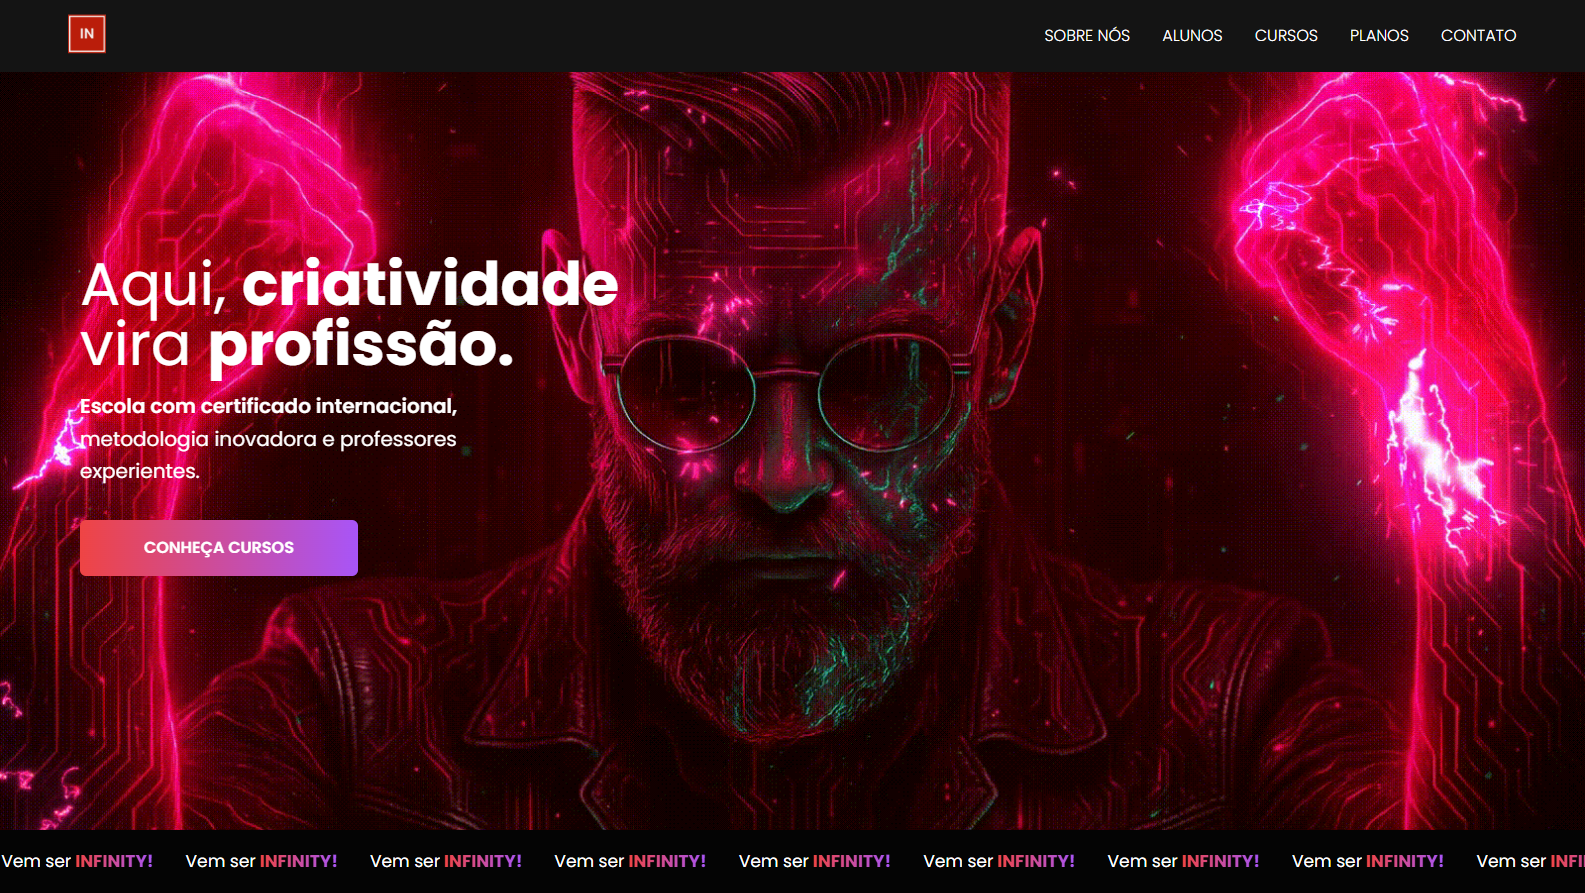 IN
SOBRE NÓS ALUNOS CURSOS PLANOS CONTATO
Aqui, criatividade
vira profissão.
Escola com certificado internacional,
metodologia inovadora e professores
experientes.
CONHEÇA CURSOS
Vem ser INFINITY! Vem ser INFINITY! Vem ser INFINITY! Vem ser INFINITY! Vem ser INFINITY! Vem ser INFINITY! Vem ser INFINITY! Vem ser INFINITY! Vem ser INFI